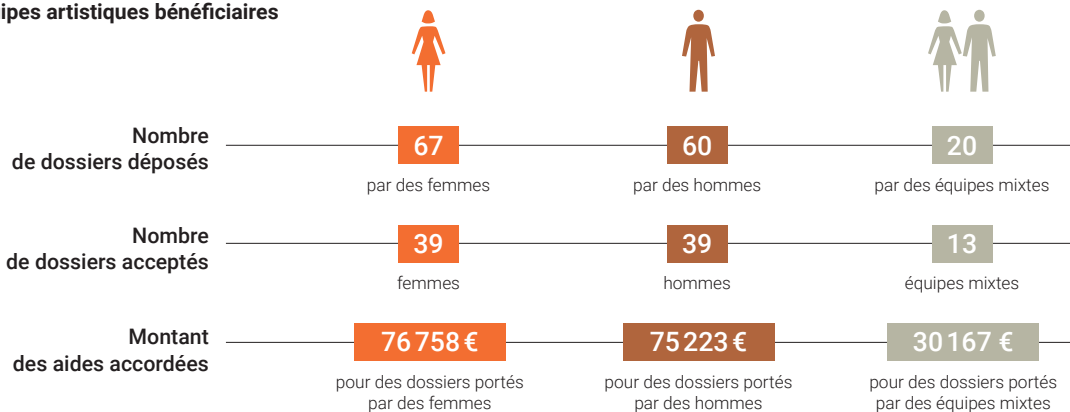 ipes artistiques bénéficiaires
Nombre
de dossiers déposés
67
60
20
par des femmes
par des hommes
par des équipes mixtes
Nombre
de dossiers acceptés
39
39
13
femmes
hommes
équipes mixtes
Montant
des aides accordées
76 758 €
75 223 €
30 167 €
pour des dossiers portés
par des femmes
pour des dossiers portés
par des hommes
pour des dossiers portés
par des équipes mixtes